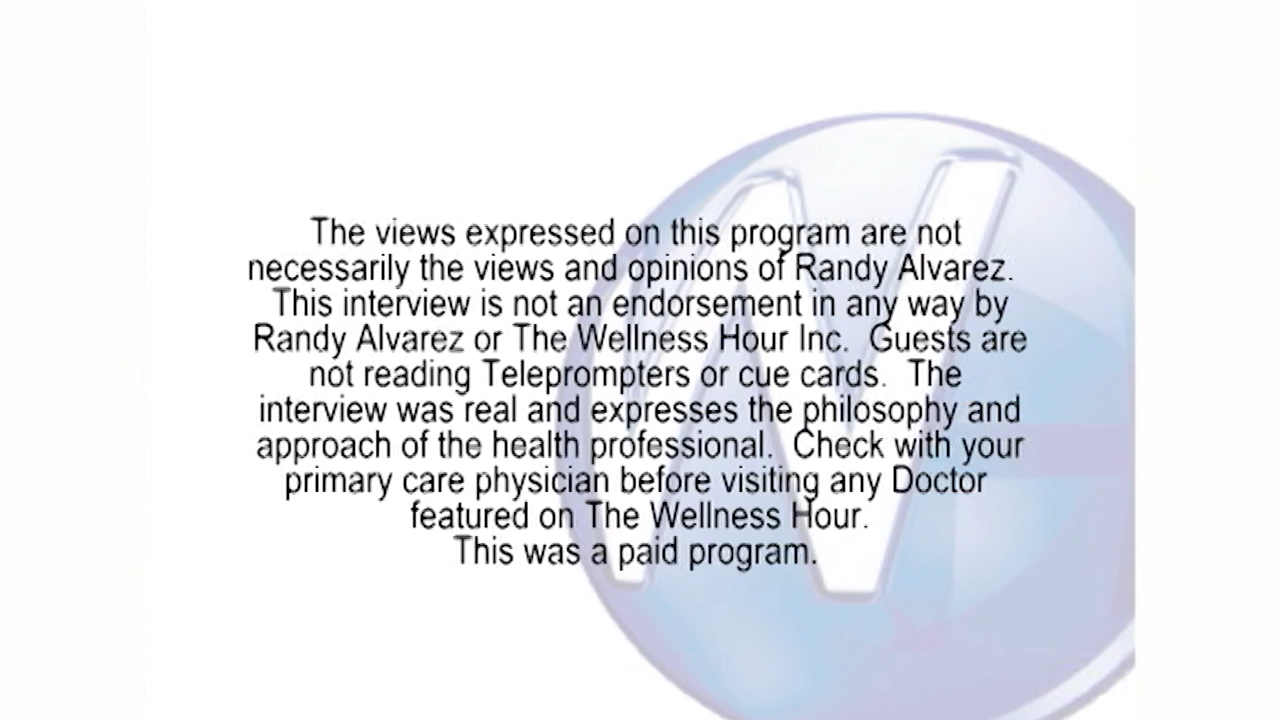 The views expressed on this program are not
necessarily the views and opinions of Randy Alvarez.
This interview is not an endorsement in any way by
Randy Alvarez or The Wellness Hour Inc.  Guests are
not reading Teleprompters or cue cards.  The
interview was real and expresses the philosophy and
approach of the health professional.  Check with your
primary care physician before visiting any Doctor
featured on The Wellness Hour.
This was a paid program.